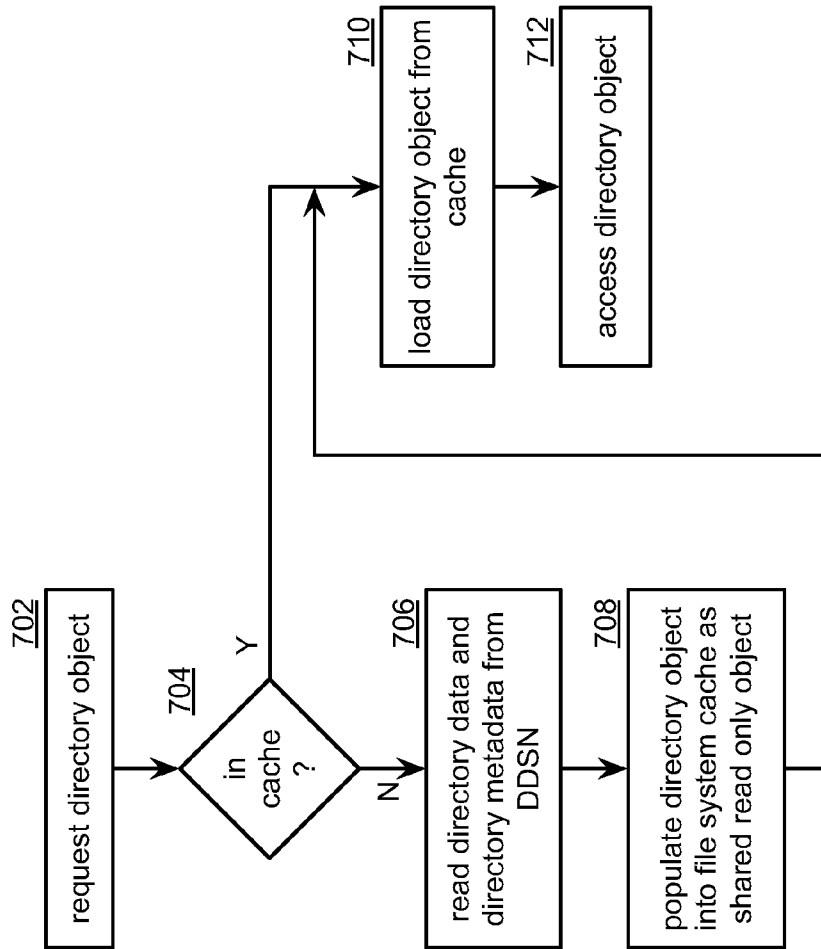 702
request directory object
704
in
cache
?
Y
N
706
read directory data and
directory metadata from
DDSN
708
populate directory object
into file system cache as
shared read only object
710
load directory object from
cache
712
access directory object